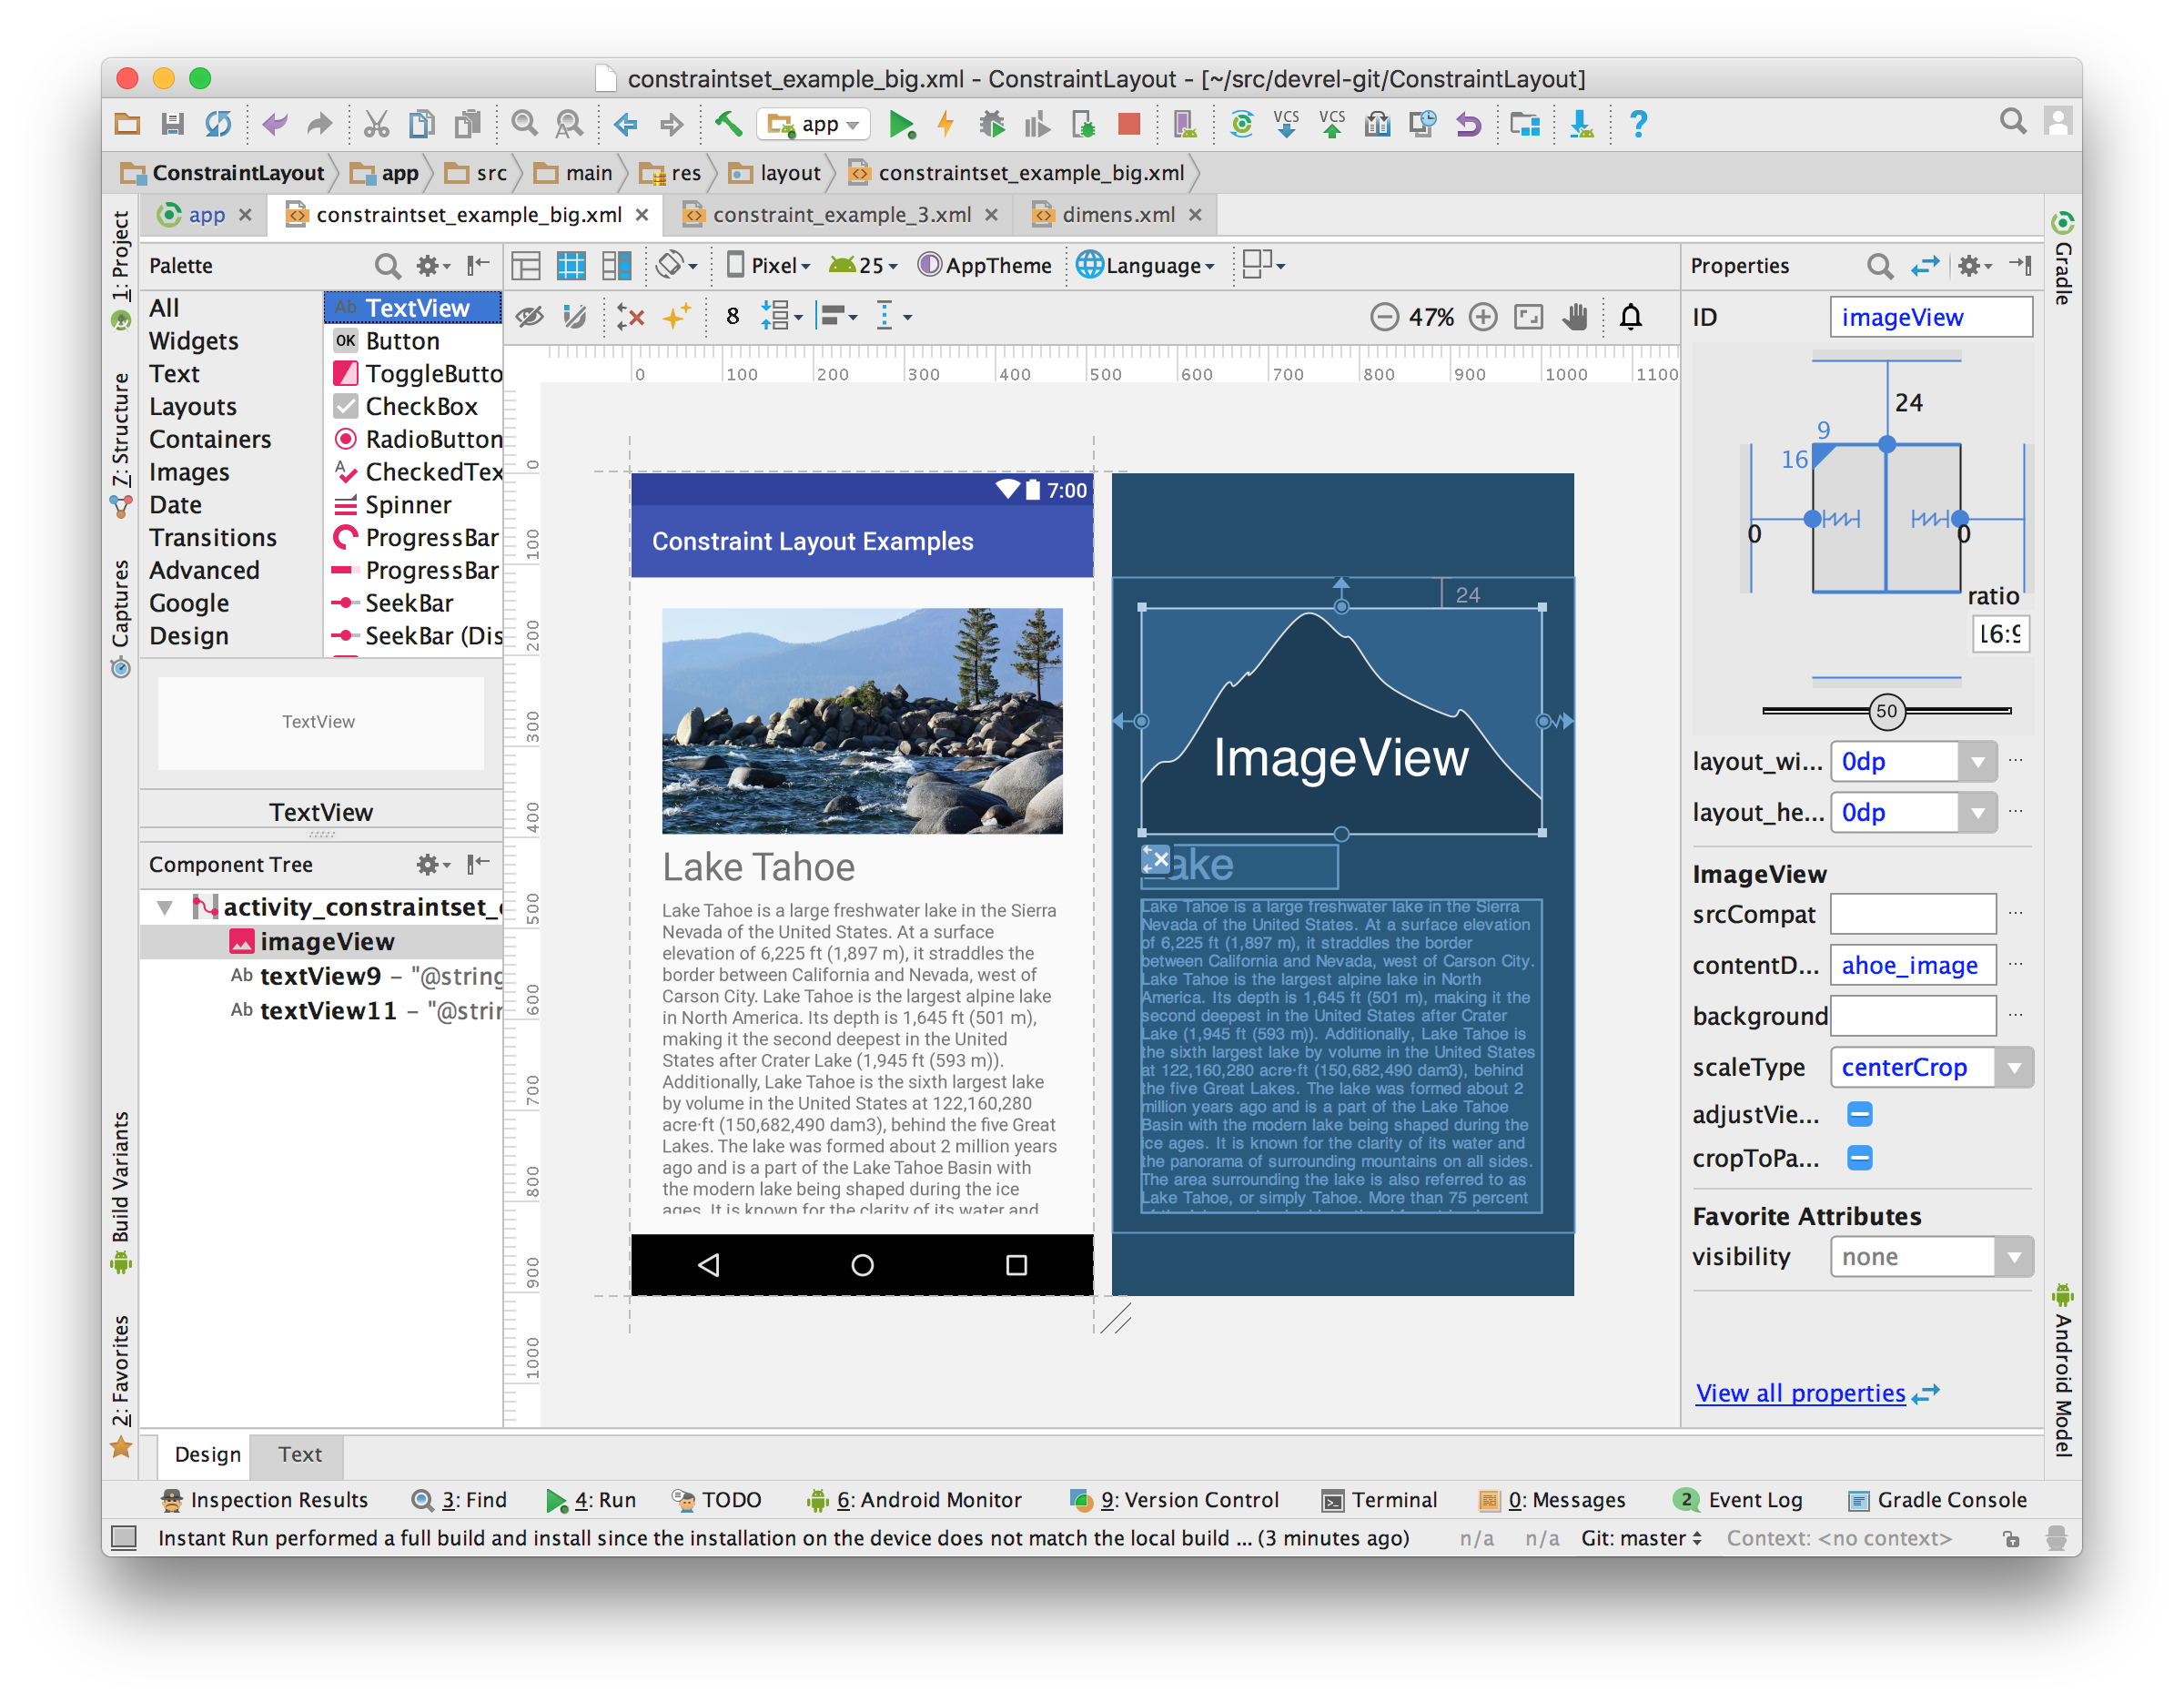 constraintset_example_big.xml - ConstraintLayout - [~/src/devrel-git/ConstraintLayout]
app
VCS VCS
?
ConstraintLayout app src main res layout constraintset_example_big.xml
app constraintset_example_big.xml constraint_example_3.xml dimens.xml
1: Project
7: Structure
Captures
Build Variants
2: Favorites
Palette
All
Widgets
Text
Layouts
Containers
Images
Date
Transitions
Advanced
Google
Design
Ab TextView
OK Button
ToggleButto
CheckBox
RadioButton
CheckedTex
Spinner
ProgressBar
ProgressBar
SeekBar
SeekBar (Dis
TextView
TextView
Component Tree
activity_constraintset_
imageView
Ab textView9 – "@string
Ab textView11 – "@strin
Pixel 25 AppTheme Language
8 47%
0 100 200 300 400 500 600 700 800 900 1000 1100
0
100
200
300
400
500
600
700
800
900
1000
7:00
Constraint Layout Examples
Lake Tahoe
Lake Tahoe is a large freshwater lake in the Sierra
Nevada of the United States. At a surface
elevation of 6,225 ft (1,897 m), it straddles the
border between California and Nevada, west of
Carson City. Lake Tahoe is the largest alpine lake
in North America. Its depth is 1,645 ft (501 m),
making it the second deepest in the United
States after Crater Lake (1,945 ft (593 m)).
Additionally, Lake Tahoe is the sixth largest lake
by volume in the United States at 122,160,280
acre·ft (150,682,490 dam3), behind the five Great
Lakes. The lake was formed about 2 million years
ago and is a part of the Lake Tahoe Basin with
the modern lake being shaped during the ice
ages. It is known for the clarity of its water and
24
ImageView
ake
Lake Tahoe is a large freshwater lake in the Sierra
Nevada of the United States. At a surface elevation
of 6,225 ft (1,897 m), it straddles the border
between California and Nevada, west of Carson City.
Lake Tahoe is the largest alpine lake in North
America. Its depth is 1,645 ft (501 m), making it the
second deepest in the United States after Crater
Lake (1,945 ft (593 m)). Additionally, Lake Tahoe is
the sixth largest lake by volume in the United States
at 122,160,280 acre·ft (150,682,490 dam3), behind
the five Great Lakes. The lake was formed about 2
million years ago and is a part of the Lake Tahoe
Basin with the modern lake being shaped during the
ice ages. It is known for the clarity of its water and
the panorama of surrounding mountains on all sides.
The area surrounding the lake is also referred to as
Lake Tahoe, or simply Tahoe. More than 75 percent
Properties
ID imageView
24
9
16
0 0
ratio
16:9
50
layout_wi... 0dp ...
layout_he... 0dp ...
ImageView
srcCompat ...
contentD... ahoe_image ...
background ...
scaleType centerCrop
adjustVie...
cropToPa...
Favorite Attributes
visibility none
View all properties
Gradle
Android Model
Design Text
Inspection Results 3: Find 4: Run TODO 6: Android Monitor 9: Version Control Terminal 0: Messages 2 Event Log Gradle Console
Instant Run performed a full build and install since the installation on the device does not match the local build ... (3 minutes ago) n/a n/a Git: master Context: <no context>